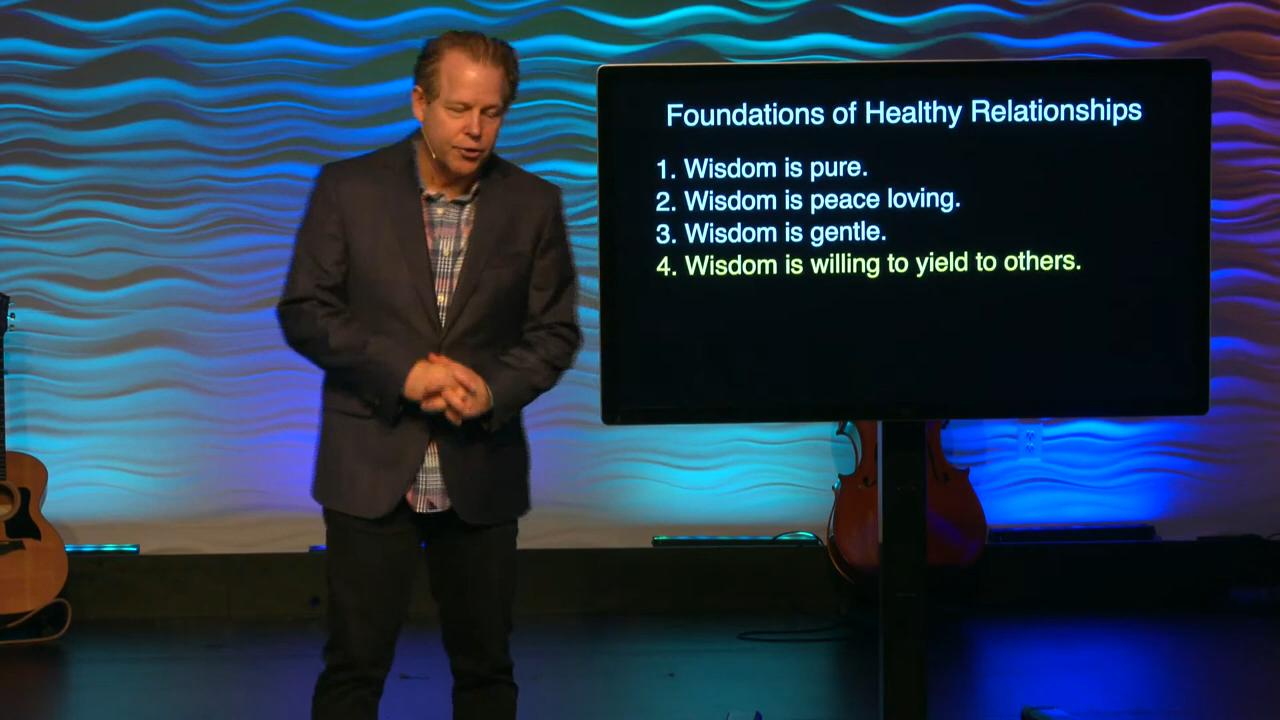 Foundations of Healthy Relationships
1. Wisdom is pure.
2. Wisdom is peace loving.
3. Wisdom is gentle.
4. Wisdom is willing to yield to others.